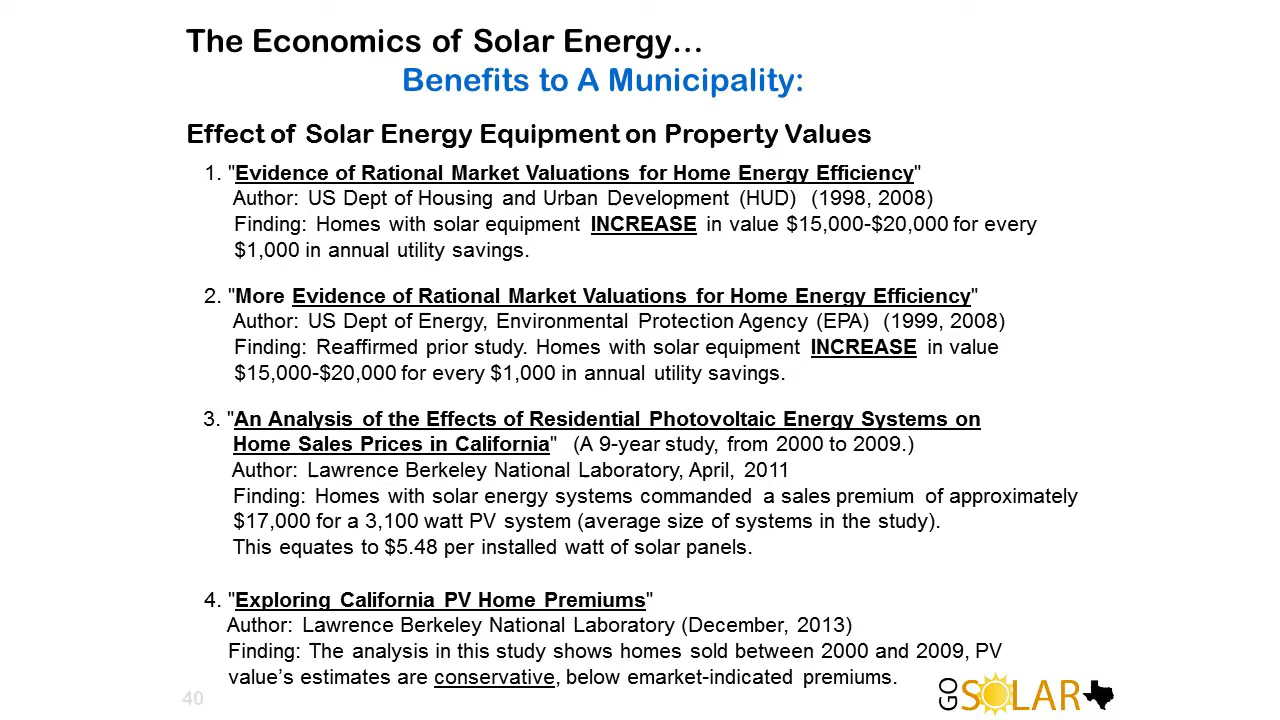 The Economics of Solar Energy…
Benefits to A Municipality:
Effect of Solar Energy Equipment on Property Values
1. "Evidence of Rational Market Valuations for Home Energy Efficiency"
Author: US Dept of Housing and Urban Development (HUD) (1998, 2008)
Finding: Homes with solar equipment INCREASE in value $15,000-$20,000 for every
$1,000 in annual utility savings.
2. "More Evidence of Rational Market Valuations for Home Energy Efficiency"
Author: US Dept of Energy, Environmental Protection Agency (EPA) (1999, 2008)
Finding: Reaffirmed prior study. Homes with solar equipment INCREASE in value
$15,000-$20,000 for every $1,000 in annual utility savings.
3. "An Analysis of the Effects of Residential Photovoltaic Energy Systems on
Home Sales Prices in California" (A 9-year study, from 2000 to 2009.)
Author: Lawrence Berkeley National Laboratory, April, 2011
Finding: Homes with solar energy systems commanded a sales premium of approximately
$17,000 for a 3,100 watt PV system (average size of systems in the study).
This equates to $5.48 per installed watt of solar panels.
4. "Exploring California PV Home Premiums"
Author: Lawrence Berkeley National Laboratory (December, 2013)
Finding: The analysis in this study shows homes sold between 2000 and 2009, PV
value's estimates are conservative, below emarket-indicated premiums.
40
GO SOLAR